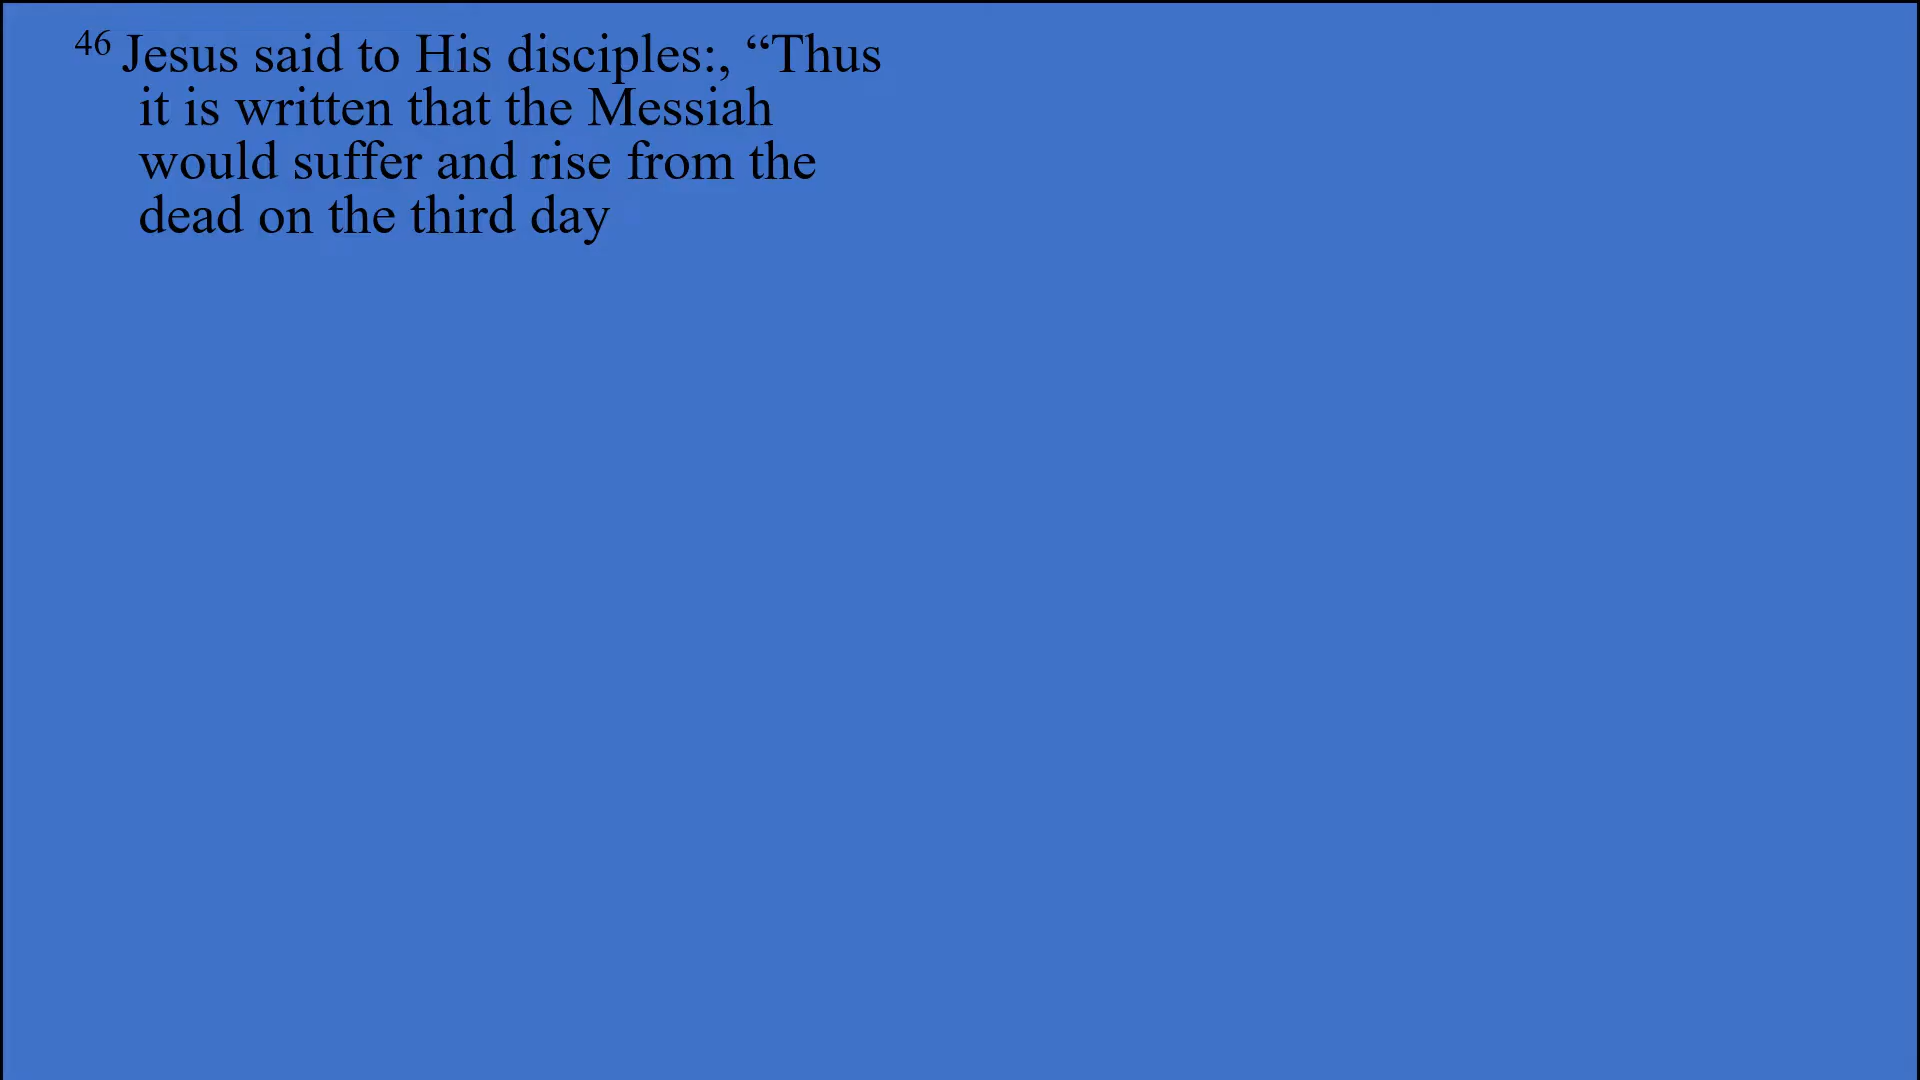 46 Jesus said to His disciples:, “Thus
it is written that the Messiah
would suffer and rise from the
dead on the third day